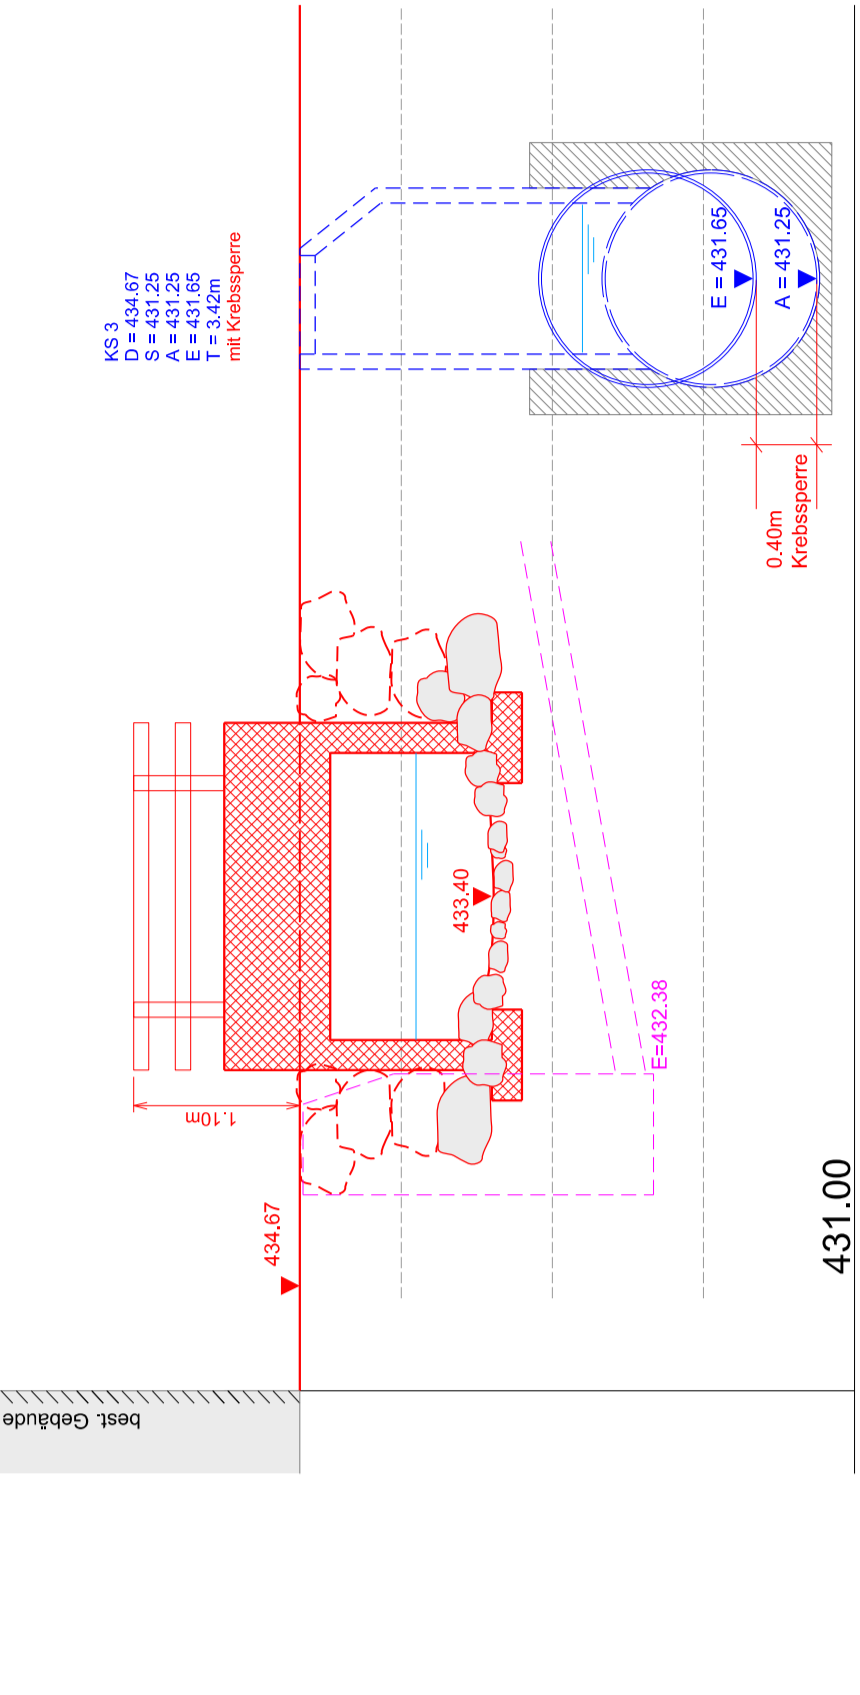 KS 3
D = 434.67
S = 431.25
A = 431.25
E = 431.65
T = 3.42m
mit Krebssperre
E = 431.65
A = 431.25
0.40m
Krebssperre
433.40
E=432.38
1.10m
434.67
431.00
best. Gebäude